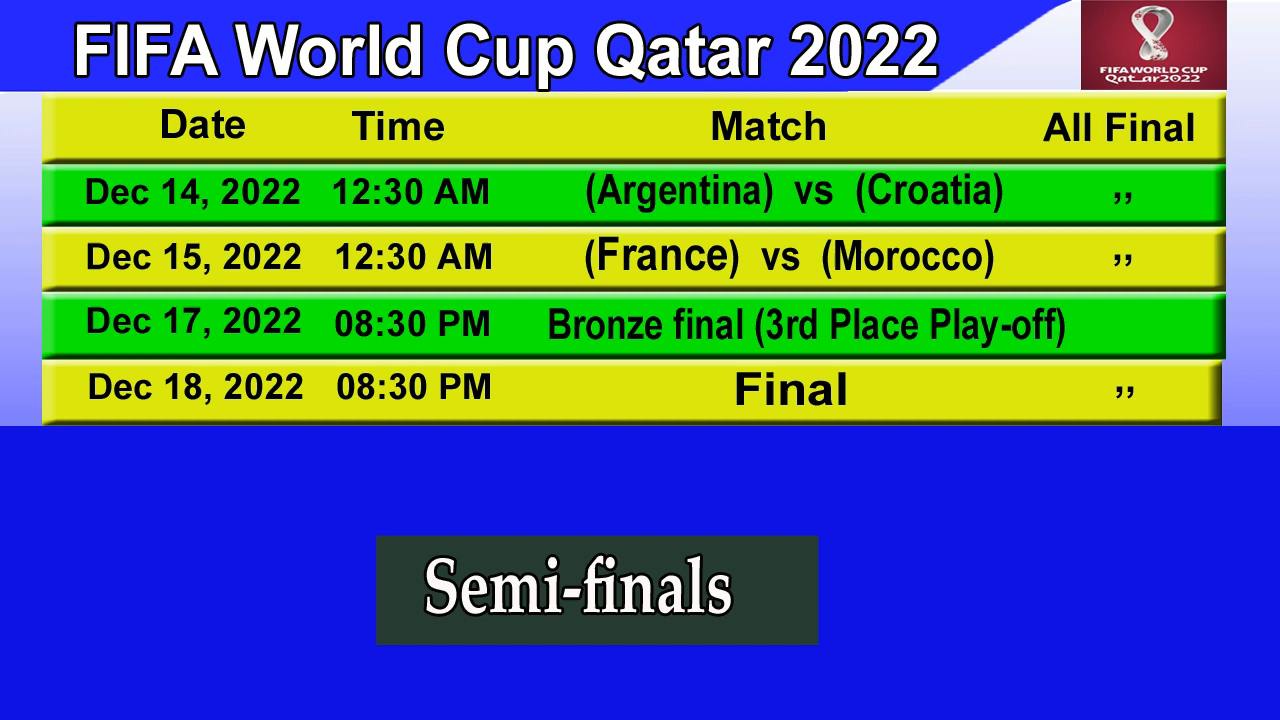 FIFA World Cup Qatar 2022
FIFA WORLD CUP
Qatar2022
Date Time Match All Final
Dec 14, 2022 12:30 AM (Argentina) vs (Croatia) ,,
Dec 15, 2022 12:30 AM (France) vs (Morocco) ,,
Dec 17, 2022 08:30 PM Bronze final (3rd Place Play-off)
Dec 18, 2022 08:30 PM Final ,,
Semi-finals